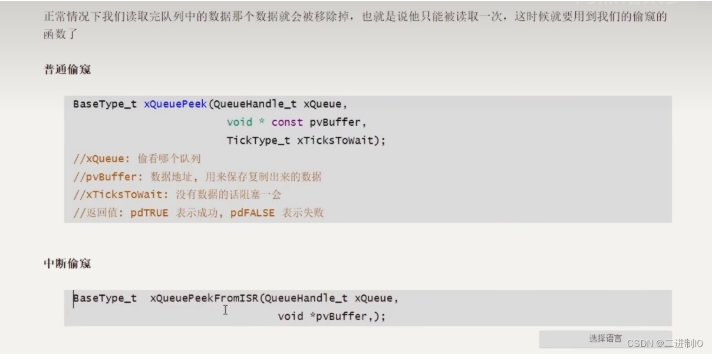 正常情况下我们读取完队列中的数据那个数据就会被移除掉，也就是说他只能被读取一次，这时候就要用到我们的偷窥的
函数了
普通偷窥
BaseType_t xQueuePeek(QueueHandle_t xQueue,
void * const pvBuffer,
TickType_t xTicksToWait);
//xQueue: 偷看哪个队列
//pvBuffer: 数据地址, 用来保存复制出来的数据
//xTicksToWait: 没有数据的话阻塞一会
//返回值: pdTRUE 表示成功, pdFALSE 表示失败
中断偷窥
BaseType_t xQueuePeekFromISR(QueueHandle_t xQueue,
void *pvBuffer,);
选择语言
CSDN @二进制IO